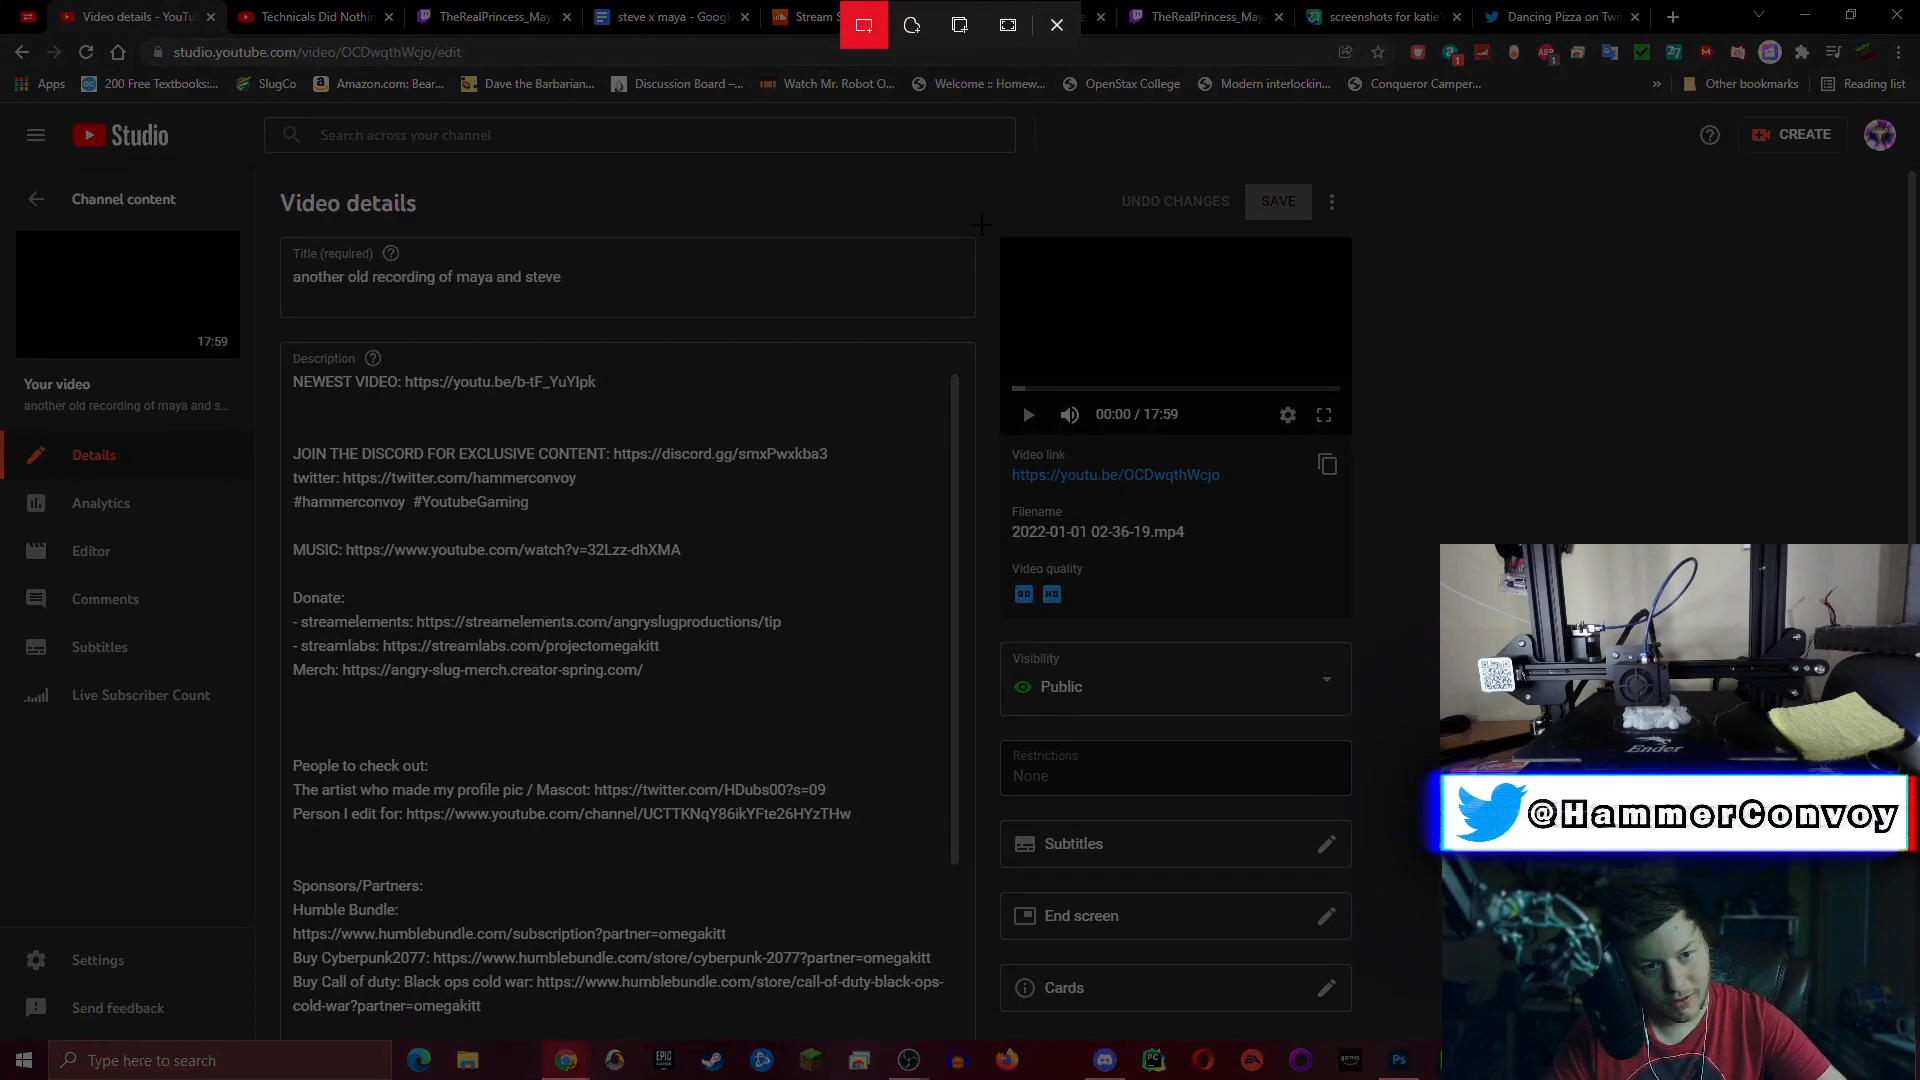 Video details - YouTu
Technicals Did Nothin
TheRealPrincess_May
steve x maya - Googl
Stream S
TheRealPrincess_May
screenshots for katie'
Dancing Pizza on Twi
studio.youtube.com/video/OCDwqthWcjo/edit
Apps
200 Free Textbooks:...
SlugCo
Amazon.com: Bear...
Dave the Barbarian...
Discussion Board –...
Watch Mr. Robot O...
Welcome :: Homew...
OpenStax College
Modern interlockin...
Conqueror Camper...
»
Other bookmarks
Reading list
Studio
Search across your channel
CREATE
Channel content
Video details
UNDO CHANGES
SAVE
17:59
Your video
another old recording of maya and s...
Details
Analytics
Editor
Comments
Subtitles
Live Subscriber Count
Settings
Send feedback
Title (required)
another old recording of maya and steve
Description
NEWEST VIDEO: https://youtu.be/b-tF_YuYIpk
JOIN THE DISCORD FOR EXCLUSIVE CONTENT: https://discord.gg/smxPwxkba3
twitter: https://twitter.com/hammerconvoy
#hammerconvoy #YoutubeGaming
MUSIC: https://www.youtube.com/watch?v=32Lzz-dhXMA
Donate:
- streamelements: https://streamelements.com/angryslugproductions/tip
- streamlabs: https://streamlabs.com/projectomegakitt
Merch: https://angry-slug-merch.creator-spring.com/
People to check out:
The artist who made my profile pic / Mascot: https://twitter.com/HDubs00?s=09
Person I edit for: https://www.youtube.com/channel/UCTTKNqY86ikYFte26HYzTHw
Sponsors/Partners:
Humble Bundle:
https://www.humblebundle.com/subscription?partner=omegakitt
Buy Cyberpunk2077: https://www.humblebundle.com/store/cyberpunk-2077?partner=omegakitt
Buy Call of duty: Black ops cold war: https://www.humblebundle.com/store/call-of-duty-black-ops-
cold-war?partner=omegakitt
00:00 / 17:59
Video link
https://youtu.be/OCDwqthWcjo
Filename
2022-01-01 02-36-19.mp4
Video quality
SD HD
Visibility
Public
Restrictions
None
Subtitles
End screen
Cards
Ender
@HammerConvoy
Type here to search